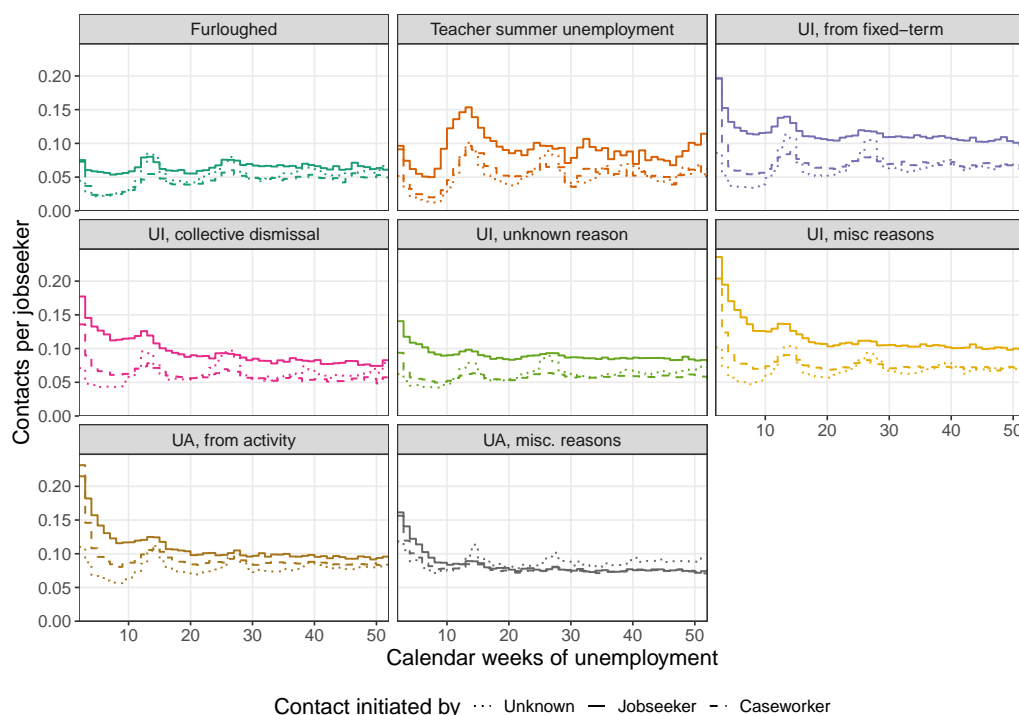 Furloughed
Teacher summer unemployment
UI, from fixed−term
0.20
0.15
0.10
0.05
0.00
UI, collective dismissal
UI, unknown reason
UI, misc reasons
0.20
0.15
0.10
0.05
0.00
10 20 30 40 50
UA, from activity
UA, misc. reasons
0.20
0.15
0.10
0.05
0.00
10 20 30 40 50
10 20 30 40 50
Contacts per jobseeker
Calendar weeks of unemployment
Contact initiated by Unknown Jobseeker Caseworker